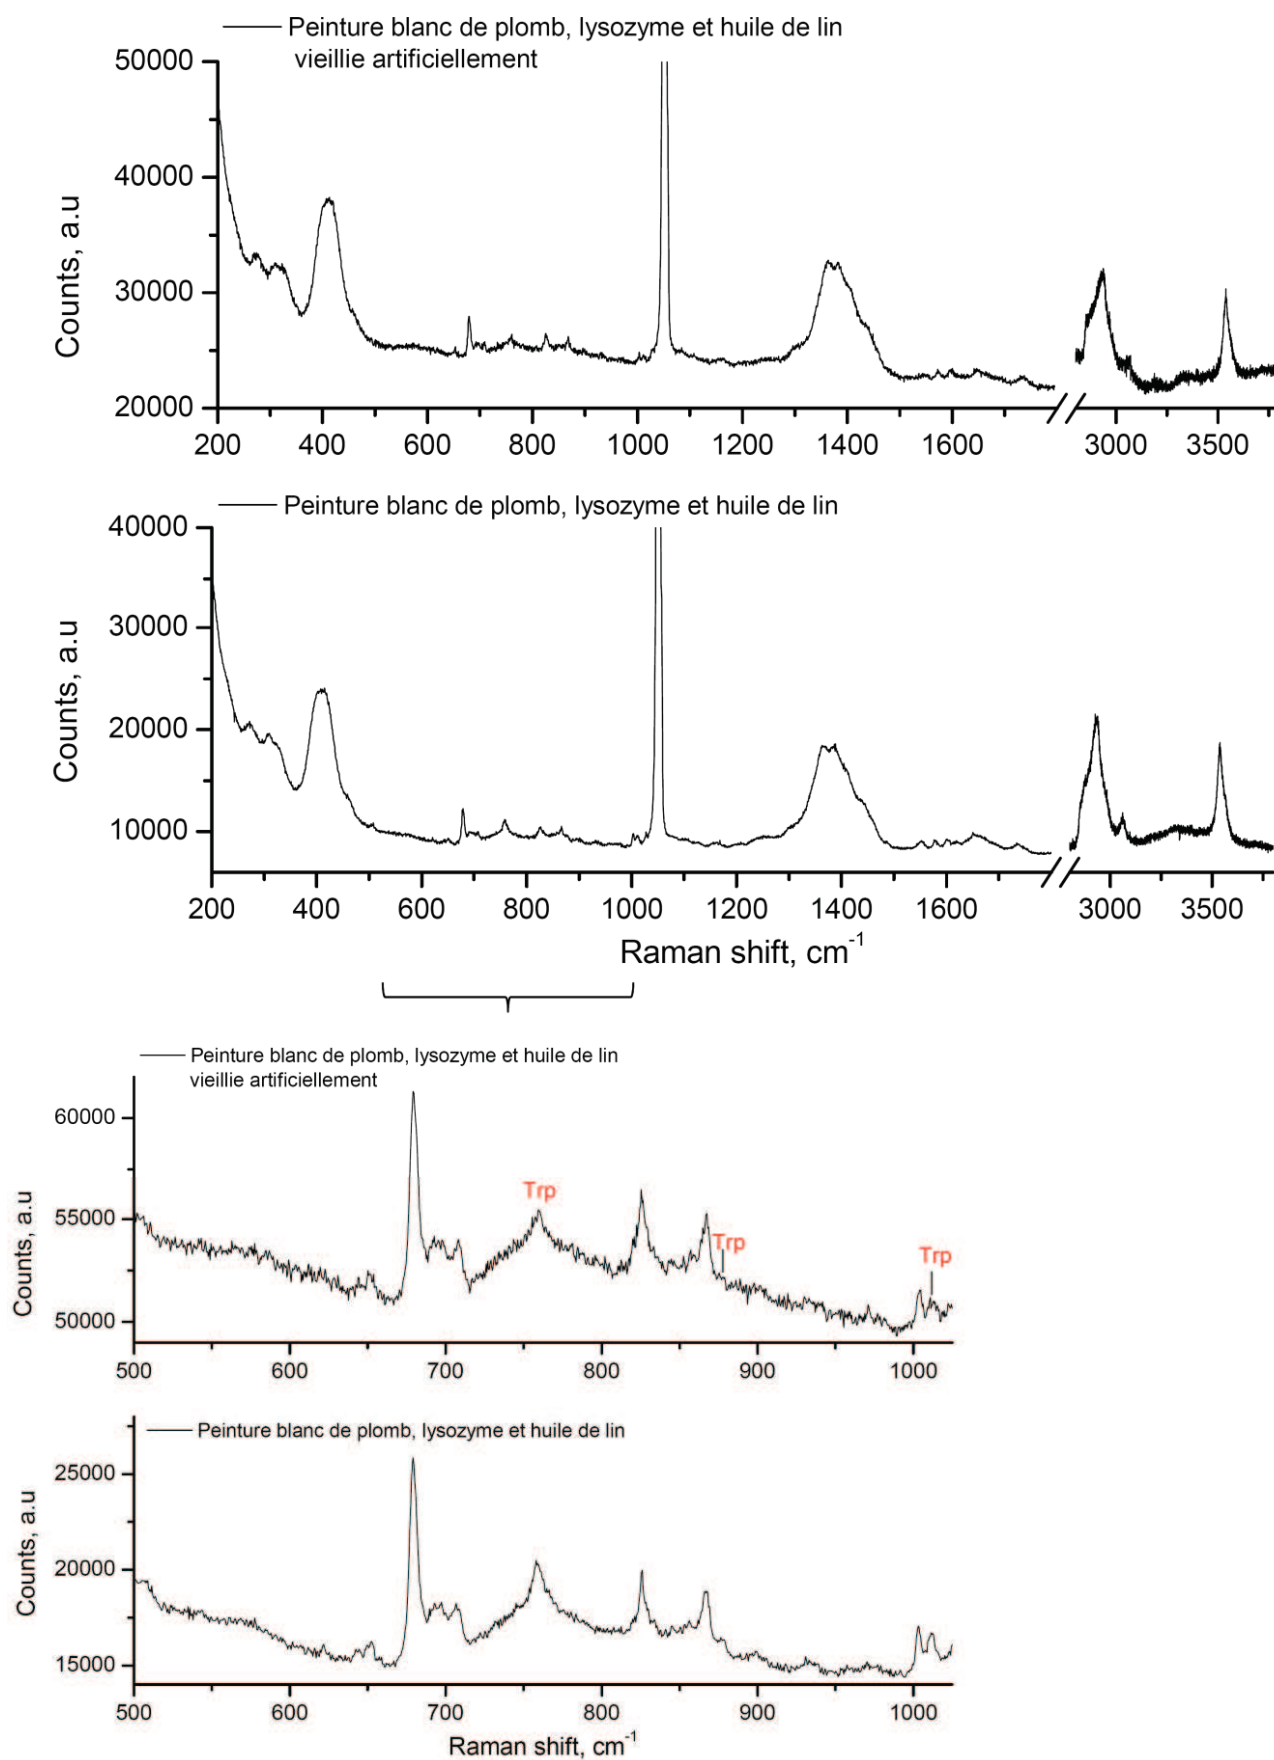 Peinture blanc de plomb, lysozyme et huile de lin
vieillie artificiellement
50000
40000
30000
20000
Counts, a.u
200 400 600 800 1000 1200 1400 1600 3000 3500
Peinture blanc de plomb, lysozyme et huile de lin
40000
30000
20000
10000
Counts, a.u
200 400 600 800 1000 1200 1400 1600 3000 3500
Raman shift, cm-1
Peinture blanc de plomb, lysozyme et huile de lin
vieillie artificiellement
60000
55000
50000
Counts, a.u
Trp
Trp
Trp
500 600 700 800 900 1000
Peinture blanc de plomb, lysozyme et huile de lin
25000
20000
15000
Counts, a.u
500 600 700 800 900 1000
Raman shift, cm-1